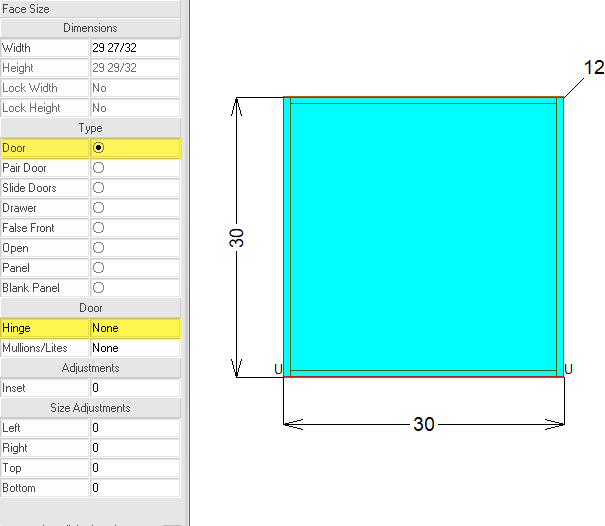 Face Size
Dimensions
Width 29 27/32
Height 29 29/32
Lock Width No
Lock Height No
Type
Door
Pair Door
Slide Doors
Drawer
False Front
Open
Panel
Blank Panel
Door
Hinge None
Mullions/Lites None
Adjustments
Inset 0
Size Adjustments
Left 0
Right 0
Top 0
Bottom 0
12
30
U U
30